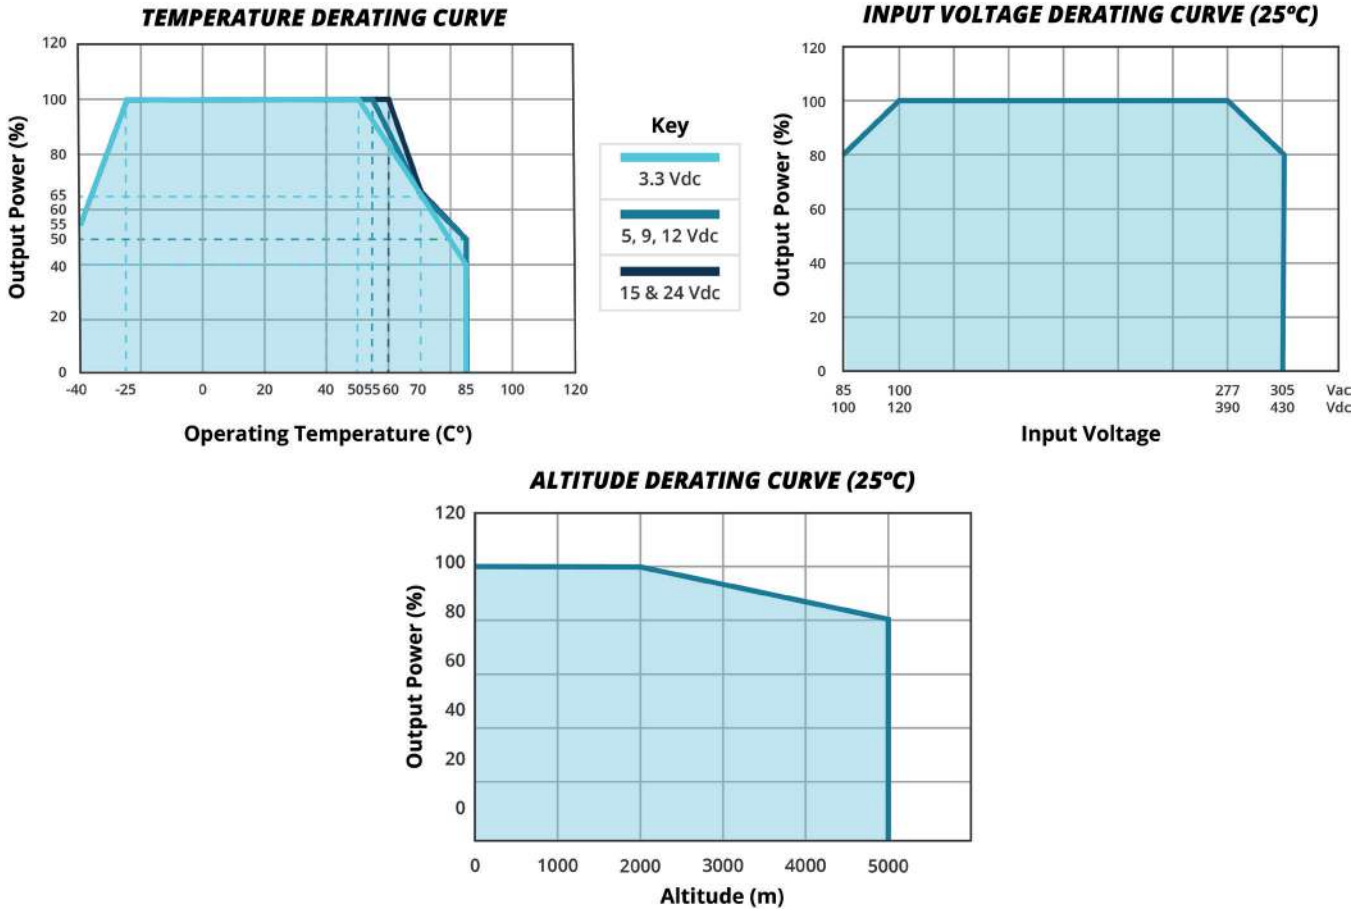 TEMPERATURE DERATING CURVE
120
100
80
65
60
55
50
40
20
0
Output Power (%)
-40 -25 0 20 40 50 55 60 70 85 100 120
Operating Temperature (Cº)
Key
3.3 Vdc
5, 9, 12 Vdc
15 & 24 Vdc
INPUT VOLTAGE DERATING CURVE (25ºC)
120
100
80
60
40
20
0
Output Power (%)
85 100 277 305 Vac
100 120 390 430 Vdc
Input Voltage
ALTITUDE DERATING CURVE (25ºC)
120
100
80
60
40
20
0
Output Power (%)
0 1000 2000 3000 4000 5000
Altitude (m)